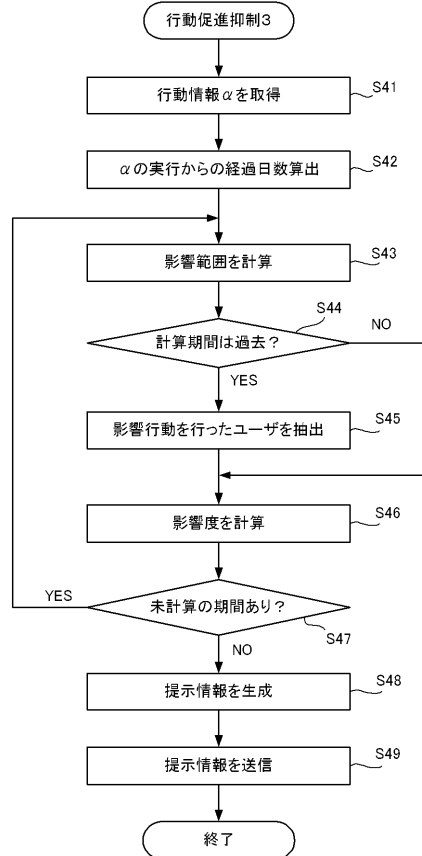 行動促進抑制3
行動情報αを取得
S41
αの実行からの経過日数算出
S42
影響範囲を計算
S43
S44
計算期間は過去?
NO
YES
影響行動を行ったユーザを抽出
S45
影響度を計算
S46
YES
未計算の期間あり?
S47
NO
提示情報を生成
S48
提示情報を送信
S49
終了